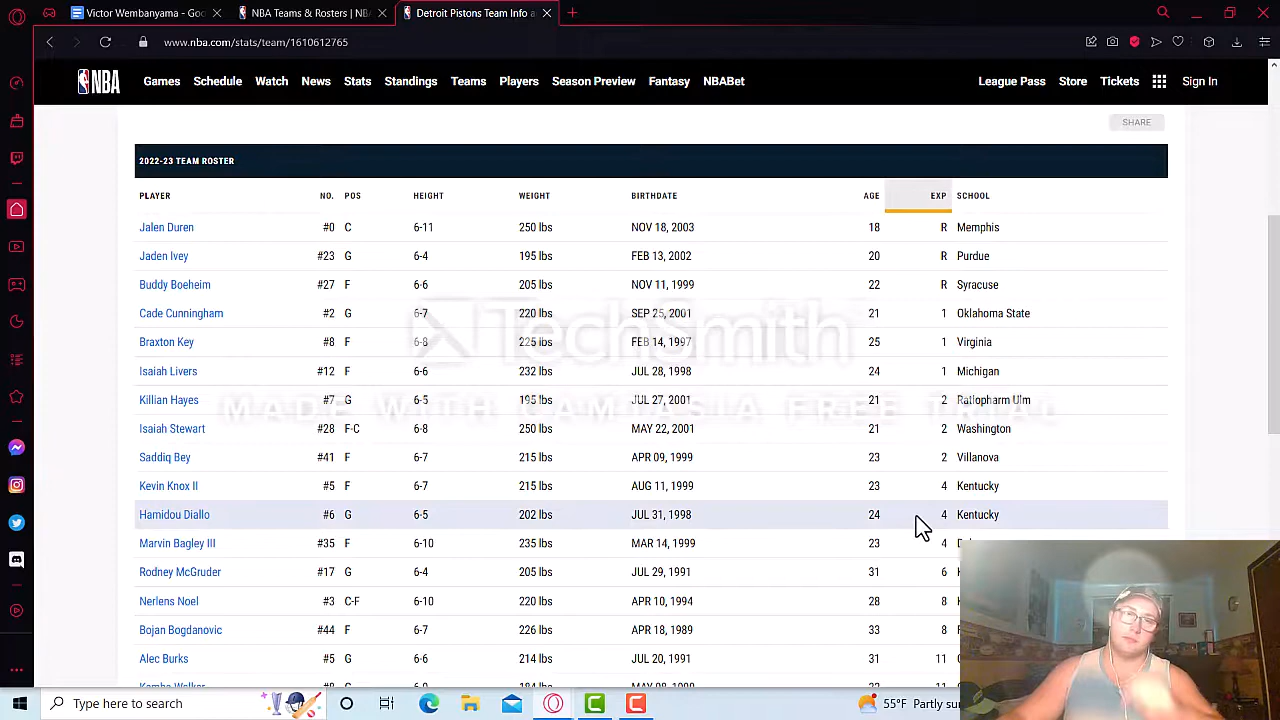 Victor Wembanyama - Goo
NBA Teams & Rosters | NBA
Detroit Pistons Team Info a
www.nba.com/stats/team/1610612765
NBA Games Schedule Watch News Stats Standings Teams Players Season Preview Fantasy NBABet League Pass Store Tickets Sign In
SHARE
2022-23 TEAM ROSTER
PLAYER NO. POS HEIGHT WEIGHT BIRTHDATE AGE EXP SCHOOL
Jalen Duren #0 C 6-11 250 lbs NOV 18, 2003 18 R Memphis
Jaden Ivey #23 G 6-4 195 lbs FEB 13, 2002 20 R Purdue
Buddy Boeheim #27 F 6-6 205 lbs NOV 11, 1999 22 R Syracuse
Cade Cunningham #2 G 6-7 220 lbs SEP 25, 2001 21 1 Oklahoma State
Braxton Key #8 F 6-8 225 lbs FEB 14, 1997 25 1 Virginia
Isaiah Livers #12 F 6-6 232 lbs JUL 28, 1998 24 1 Michigan
Killian Hayes #7 G 6-5 195 lbs JUL 27, 2001 21 2 Ratiopharm Ulm
Isaiah Stewart #28 F-C 6-8 250 lbs MAY 22, 2001 21 2 Washington
Saddiq Bey #41 F 6-7 215 lbs APR 09, 1999 23 2 Villanova
Kevin Knox II #5 F 6-7 215 lbs AUG 11, 1999 23 4 Kentucky
Hamidou Diallo #6 G 6-5 202 lbs JUL 31, 1998 24 4 Kentucky
Marvin Bagley III #35 F 6-10 235 lbs MAR 14, 1999 23 4
Rodney McGruder #17 G 6-4 205 lbs JUL 29, 1991 31 6
Nerlens Noel #3 C-F 6-10 220 lbs APR 10, 1994 28 8
Bojan Bogdanovic #44 F 6-7 226 lbs APR 18, 1989 33 8
Alec Burks #5 G 6-6 214 lbs JUL 20, 1991 31 11
TechSmith
MADE WITH CAMTASIA FREE TRIAL
Type here to search
55°F Partly su